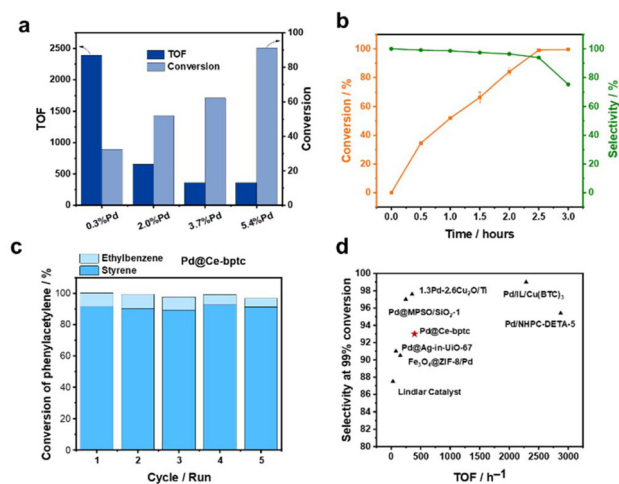 a
TOF
Conversion
2500
2000
1500
1000
500
0
100
80
60
40
20
0
TOF
Conversion
0.3%Pd
2.0%Pd
3.7%Pd
5.4%Pd
b
100
80
60
40
20
0
100
80
60
40
20
0
Conversion / %
Selectivity / %
0.0 0.5 1.0 1.5 2.0 2.5 3.0
Time / hours
c
Ethylbenzene
Styrene
Pd@Ce-bptc
100
80
60
40
20
0
Conversion of phenylacetylene / %
1 2 3 4 5
Cycle / Run
d
100
98
96
94
92
90
88
86
84
82
80
Selectivity at 99% conversion
1.3Pd-2.6Cu₂O/Ti
Pd@MPSO/SiO₂-1
Pd/IL/Cu(BTC)₃
Pd/NHPC-DETA-5
Pd@Ce-bptc
Pd@Ag-in-UiO-67
Fe₃O₄@ZIF-8/Pd
Lindlar Catalyst
0 500 1000 1500 2000 2500 3000
TOF / h⁻¹